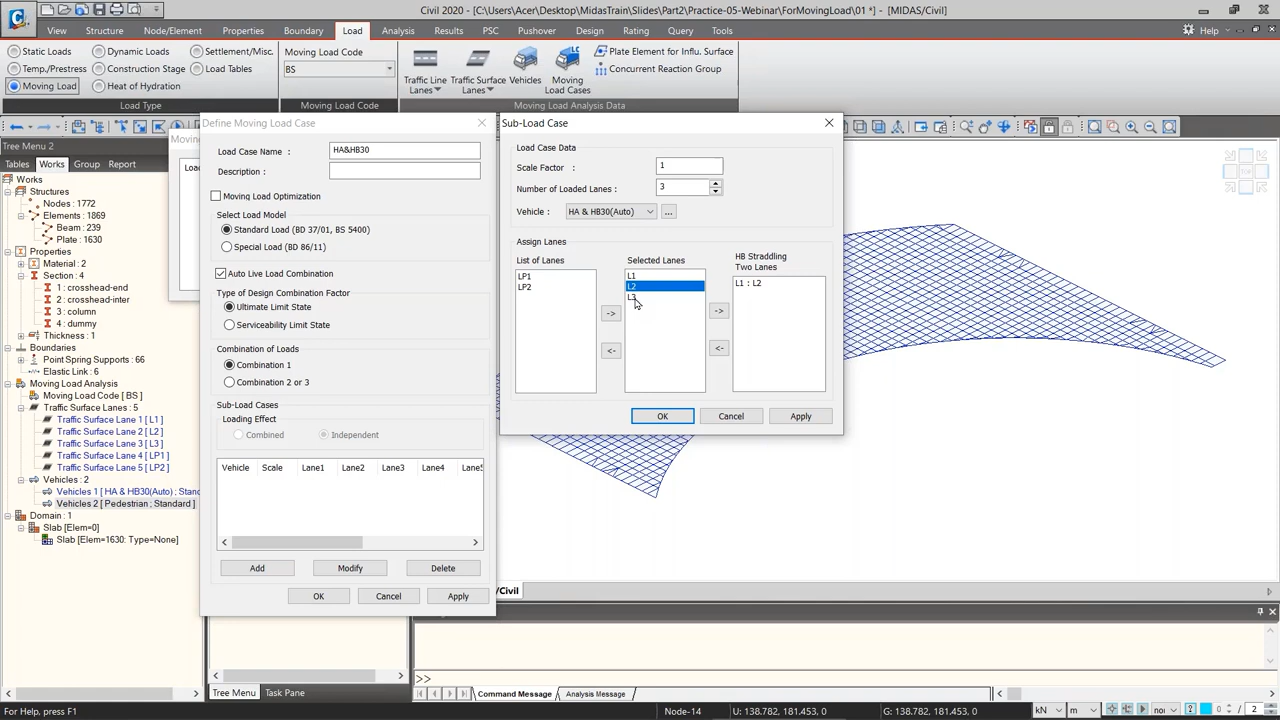 Civil 2020 - [C:\Users\Acer\Desktop\MidasTrain\Slides\Part2\Practice-05-Webinar\ForMovingLoad\01 *] - [MIDAS/Civil]
View Structure Node/Element Properties Boundary Load Analysis Results PSC Pushover Design Rating Query Tools Help
Static Loads Dynamic Loads Settlement/Misc.
Temp./Prestress Construction Stage Load Tables
Moving Load Heat of Hydration
Load Type
Moving Load Code
BS
Moving Load Code
Traffic Line Lanes
Traffic Surface Lanes
Vehicles
Moving Load Cases
Plate Element for Influ. Surface
Concurrent Reaction Group
Moving Load Analysis Data
Tree Menu 2
Tables Works Group Report
Works
Structures
Nodes : 1772
Elements : 1869
Beam : 239
Plate : 1630
Properties
Material : 2
Section : 4
1 : crosshead-end
2 : crosshead-inter
3 : column
4 : dummy
Thickness : 1
Boundaries
Point Spring Supports : 66
Elastic Link : 6
Moving Load Analysis
Moving Load Code [ BS ]
Traffic Surface Lanes : 5
Traffic Surface Lane 1 [ L1 ]
Traffic Surface Lane 2 [ L2 ]
Traffic Surface Lane 3 [ L3 ]
Traffic Surface Lane 4 [ LP1 ]
Traffic Surface Lane 5 [ LP2 ]
Vehicles : 2
Vehicles 1 [ HA & HB30(Auto) ; Stand
Vehicles 2 [ Pedestrian ; Standard ]
Domain : 1
Slab [Elem=0]
Slab [Elem=1630: Type=None]
Moving
Load
Define Moving Load Case
Load Case Name : HA&HB30
Description :
Moving Load Optimization
Select Load Model
Standard Load (BD 37/01, BS 5400)
Special Load (BD 86/11)
Auto Live Load Combination
Type of Design Combination Factor
Ultimate Limit State
Serviceability Limit State
Combination of Loads
Combination 1
Combination 2 or 3
Sub-Load Cases
Loading Effect
Combined Independent
Vehicle Scale Lane1 Lane2 Lane3 Lane4 Lane5
Add Modify Delete
OK Cancel Apply
Sub-Load Case
Load Case Data
Scale Factor : 1
Number of Loaded Lanes : 3
Vehicle : HA & HB30(Auto) ...
Assign Lanes
List of Lanes
LP1
LP2
->
<-
Selected Lanes
L1
L2
L3
->
<-
HB Straddling
Two Lanes
L1 : L2
OK Cancel Apply
TOP
/Civil
>>
Tree Menu Task Pane
Command Message Analysis Message
For Help, press F1
Node-14
U: 138.782, 181.453, 0
G: 138.782, 181.453, 0
kN m
/ 2